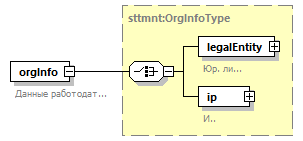 sttmnt:OrgInfoType
legalEntity
Юр. ли...
orgInfo
Данные работодат...
ip
И..